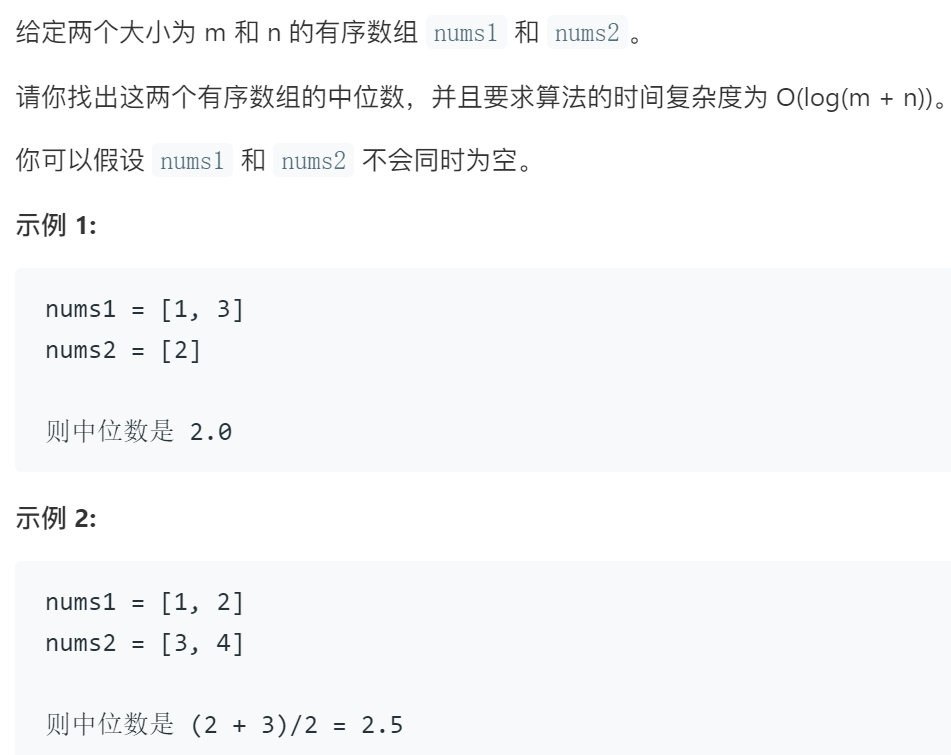 给定两个大小为 m 和 n 的有序数组 nums1 和 nums2 。
请你找出这两个有序数组的中位数，并且要求算法的时间复杂度为 O(log(m + n))。
你可以假设 nums1 和 nums2 不会同时为空。
示例 1:
nums1 = [1, 3]
nums2 = [2]
则中位数是 2.0
示例 2:
nums1 = [1, 2]
nums2 = [3, 4]
则中位数是 (2 + 3)/2 = 2.5